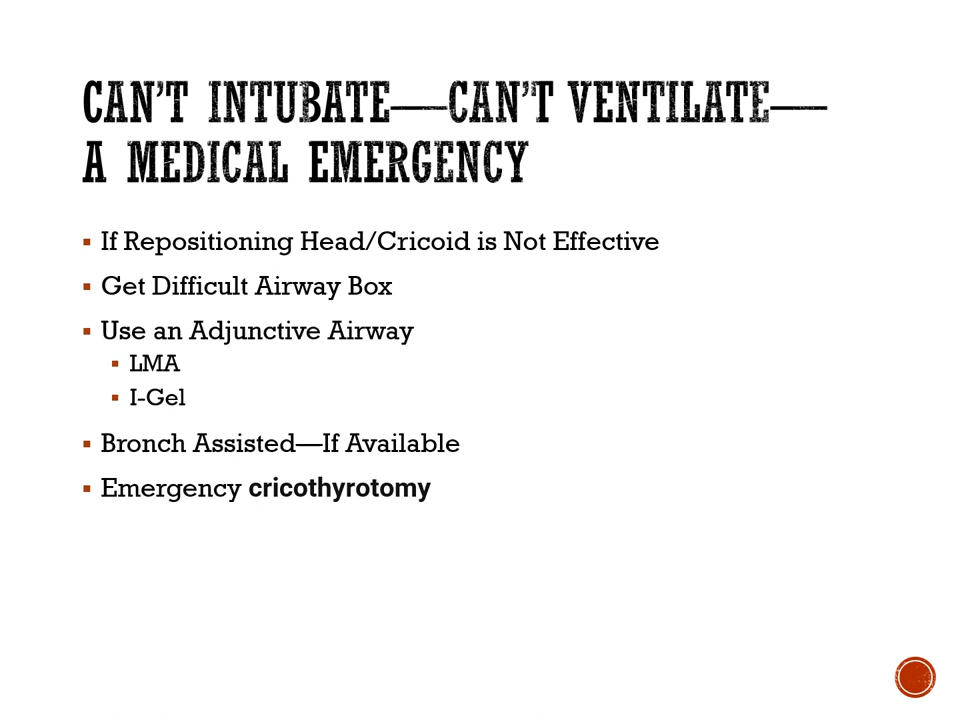 CAN'T INTUBATE—CAN'T VENTILATE—
A MEDICAL EMERGENCY
If Repositioning Head/Cricoid is Not Effective
Get Difficult Airway Box
Use an Adjunctive Airway
LMA
I-Gel
Bronch Assisted—If Available
Emergency cricothyrotomy